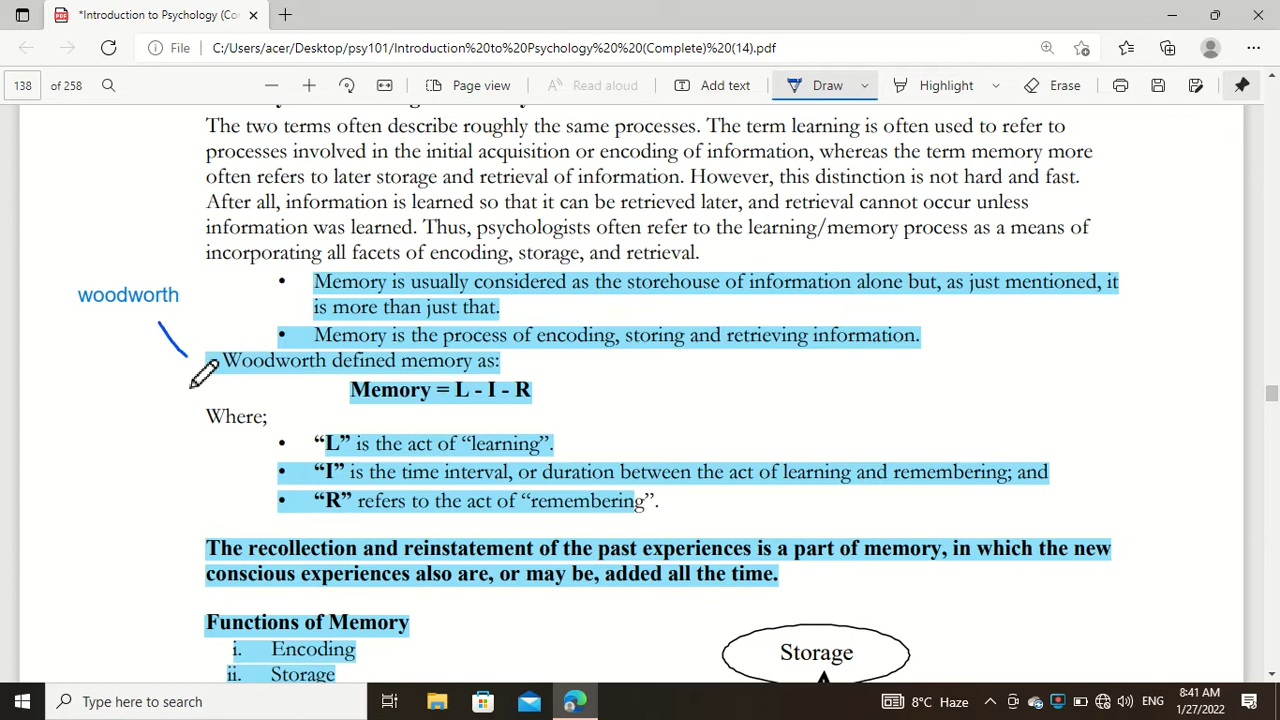 *Introduction to Psychology (Co
File
C:/Users/acer/Desktop/psy101/Introduction%20to%20Psychology%20%20(Complete)%20(14).pdf
138 of 258
Page view
Read aloud
Add text
Draw
Highlight
Erase
The two terms often describe roughly the same processes. The term learning is often used to refer to
processes involved in the initial acquisition or encoding of information, whereas the term memory more
often refers to later storage and retrieval of information. However, this distinction is not hard and fast.
After all, information is learned so that it can be retrieved later, and retrieval cannot occur unless
information was learned. Thus, psychologists often refer to the learning/memory process as a means of
incorporating all facets of encoding, storage, and retrieval.
• Memory is usually considered as the storehouse of information alone but, as just mentioned, it
is more than just that.
woodworth
• Memory is the process of encoding, storing and retrieving information.
Woodworth defined memory as:
Memory = L - I - R
Where;
• “L” is the act of “learning”.
• “I” is the time interval, or duration between the act of learning and remembering; and
• “R” refers to the act of “remembering”.
The recollection and reinstatement of the past experiences is a part of memory, in which the new
conscious experiences also are, or may be, added all the time.
Functions of Memory
i. Encoding
ii. Storage
Storage
Type here to search
8°C Haze
ENG
8:41 AM
1/27/2022